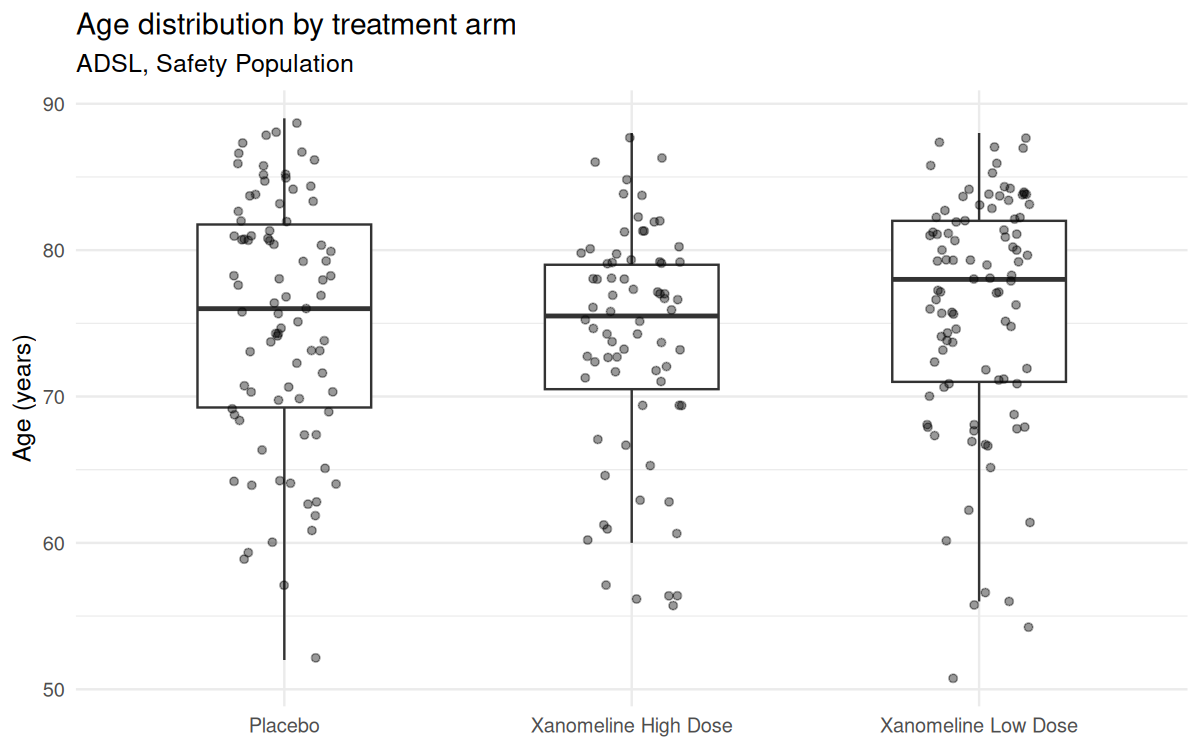 Age distribution by treatment arm
ADSL, Safety Population
Age (years)
90
80
70
60
50
Placebo
Xanomeline High Dose
Xanomeline Low Dose